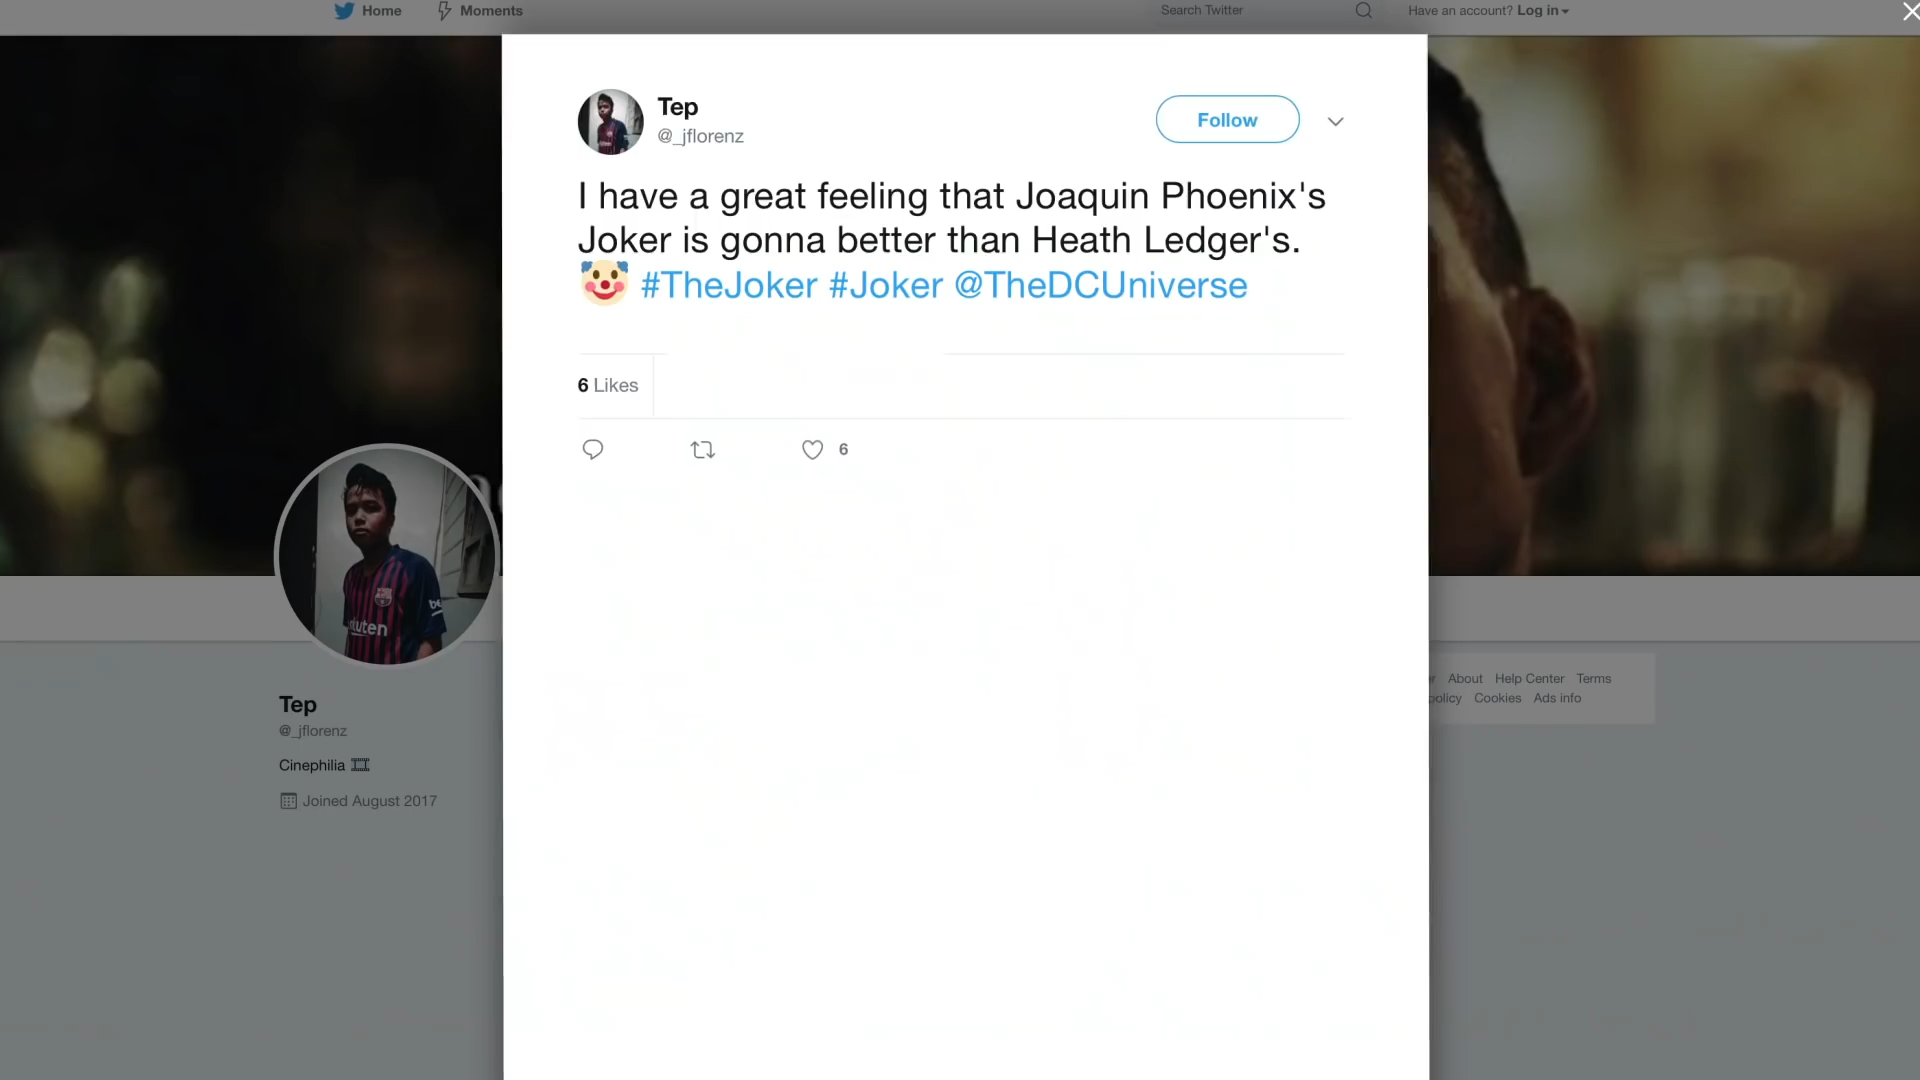 Home Moments Search Twitter Have an account? Log in
Tep
@_jflorenz
Follow
I have a great feeling that Joaquin Phoenix's
Joker is gonna better than Heath Ledger's.
🤡 #TheJoker #Joker @TheDCUniverse
6 Likes
6
Tep
@_jflorenz
Cinephilia 🎞
Joined August 2017
About Help Center Terms
policy Cookies Ads info